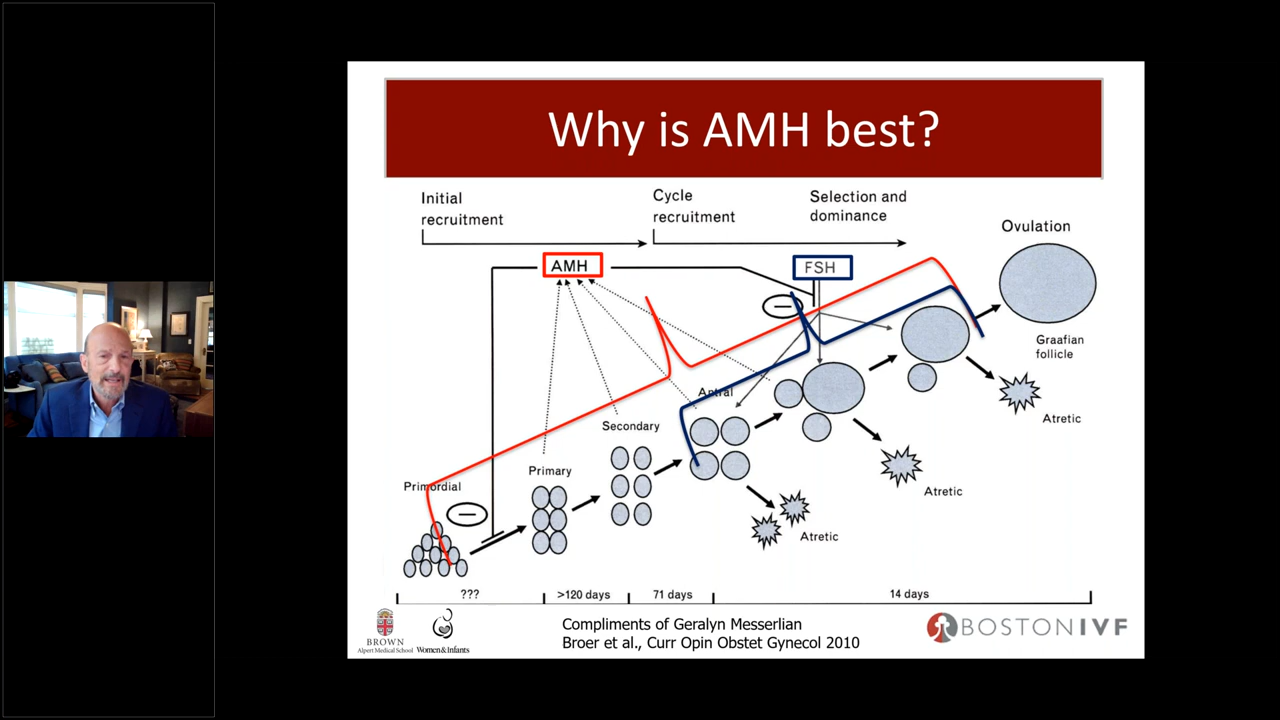 Why is AMH best?
Initial
recruitment
Cycle
recruitment
Selection and
dominance
Ovulation
AMH
FSH
Graafian
follicle
Antral
Atretic
Secondary
Primary
Primordial
Atretic
Atretic
???
>120 days
71 days
14 days
Compliments of Geralyn Messerlian
Broer et al., Curr Opin Obstet Gynecol 2010
BROWN
Alpert Medical School
Women & Infants
BOSTON IVF